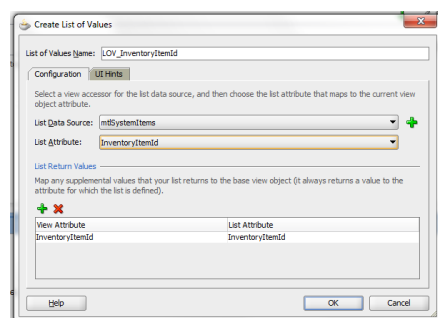 Create List of Values
List of Values Name: LOV_InventoryItemId
Configuration UI Hints
Select a view accessor for the list data source, and then choose the list attribute that maps to the current view
object attribute.
List Data Source: mtlSystemItems
List Attribute: InventoryItemId
List Return Values
Map any supplemental values that your list returns to the base view object (it always returns a value to the
attribute for which the list is defined).
View Attribute List Attribute
InventoryItemId InventoryItemId
Help OK Cancel